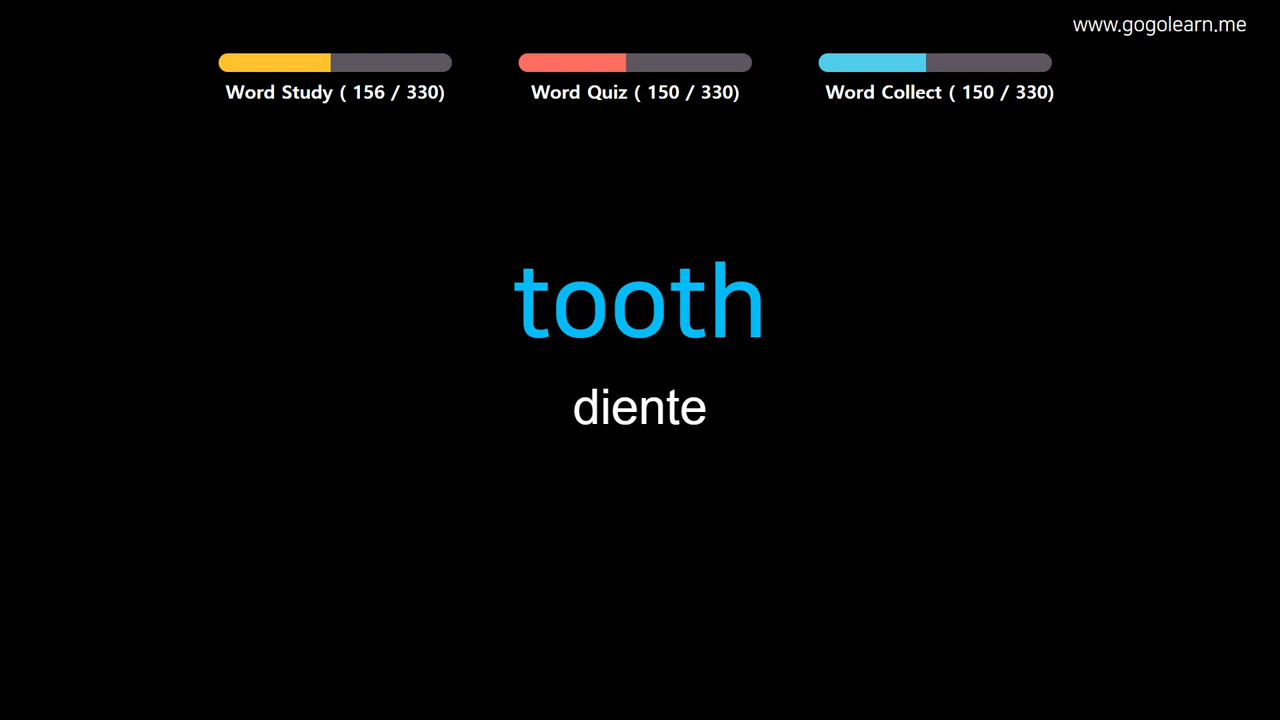 www.gogolearn.me
Word Study ( 156 / 330)
Word Quiz ( 150 / 330)
Word Collect ( 150 / 330)
tooth
diente